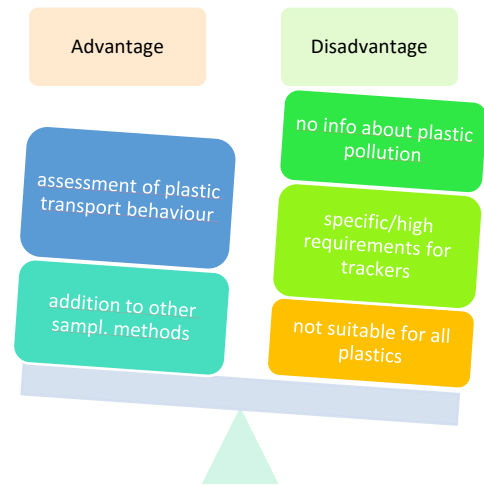 Advantage
Disadvantage
assessment of plastic
transport behaviour
addition to other
sampl. methods
no info about plastic
pollution
specific/high
requirements for
trackers
not suitable for all
plastics